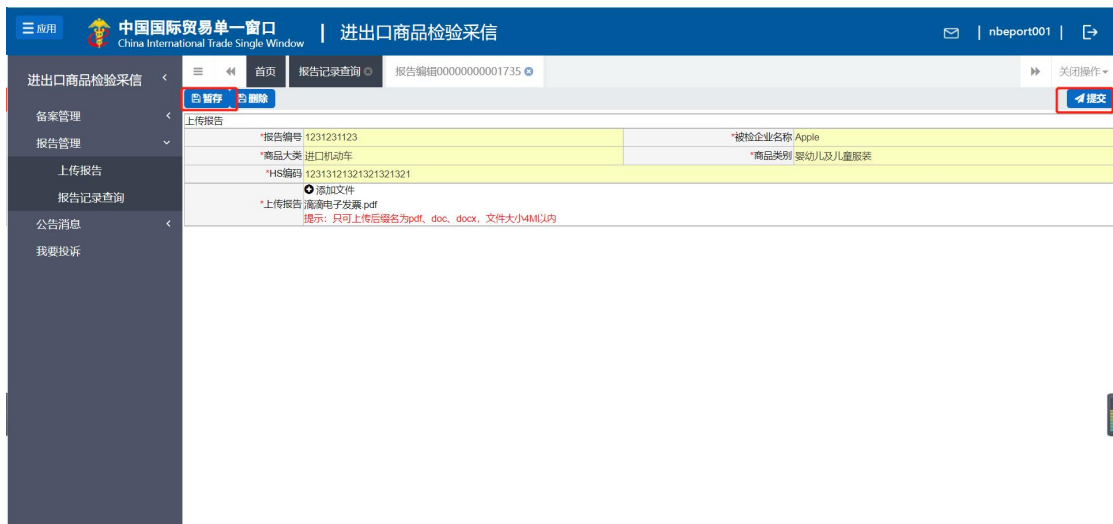 应用
中国国际贸易单一窗口
China International Trade Single Window
| 进出口商品检验采信
| nbeport001 |
进出口商品检验采信
备案管理
报告管理
上传报告
报告记录查询
公告消息
我要投诉
首页 报告记录查询 报告编辑00000000001735 关闭操作
暂存 删除 提交
上传报告
*报告编号 1231231123 *被检企业名称 Apple
*商品大类 进口机动车 *商品类别 婴幼儿及儿童服装
*HS编码 12313121321321321321
添加文件
*上传报告 滴滴电子发票.pdf
提示：只可上传后缀名为pdf、doc、docx，文件大小4M以内